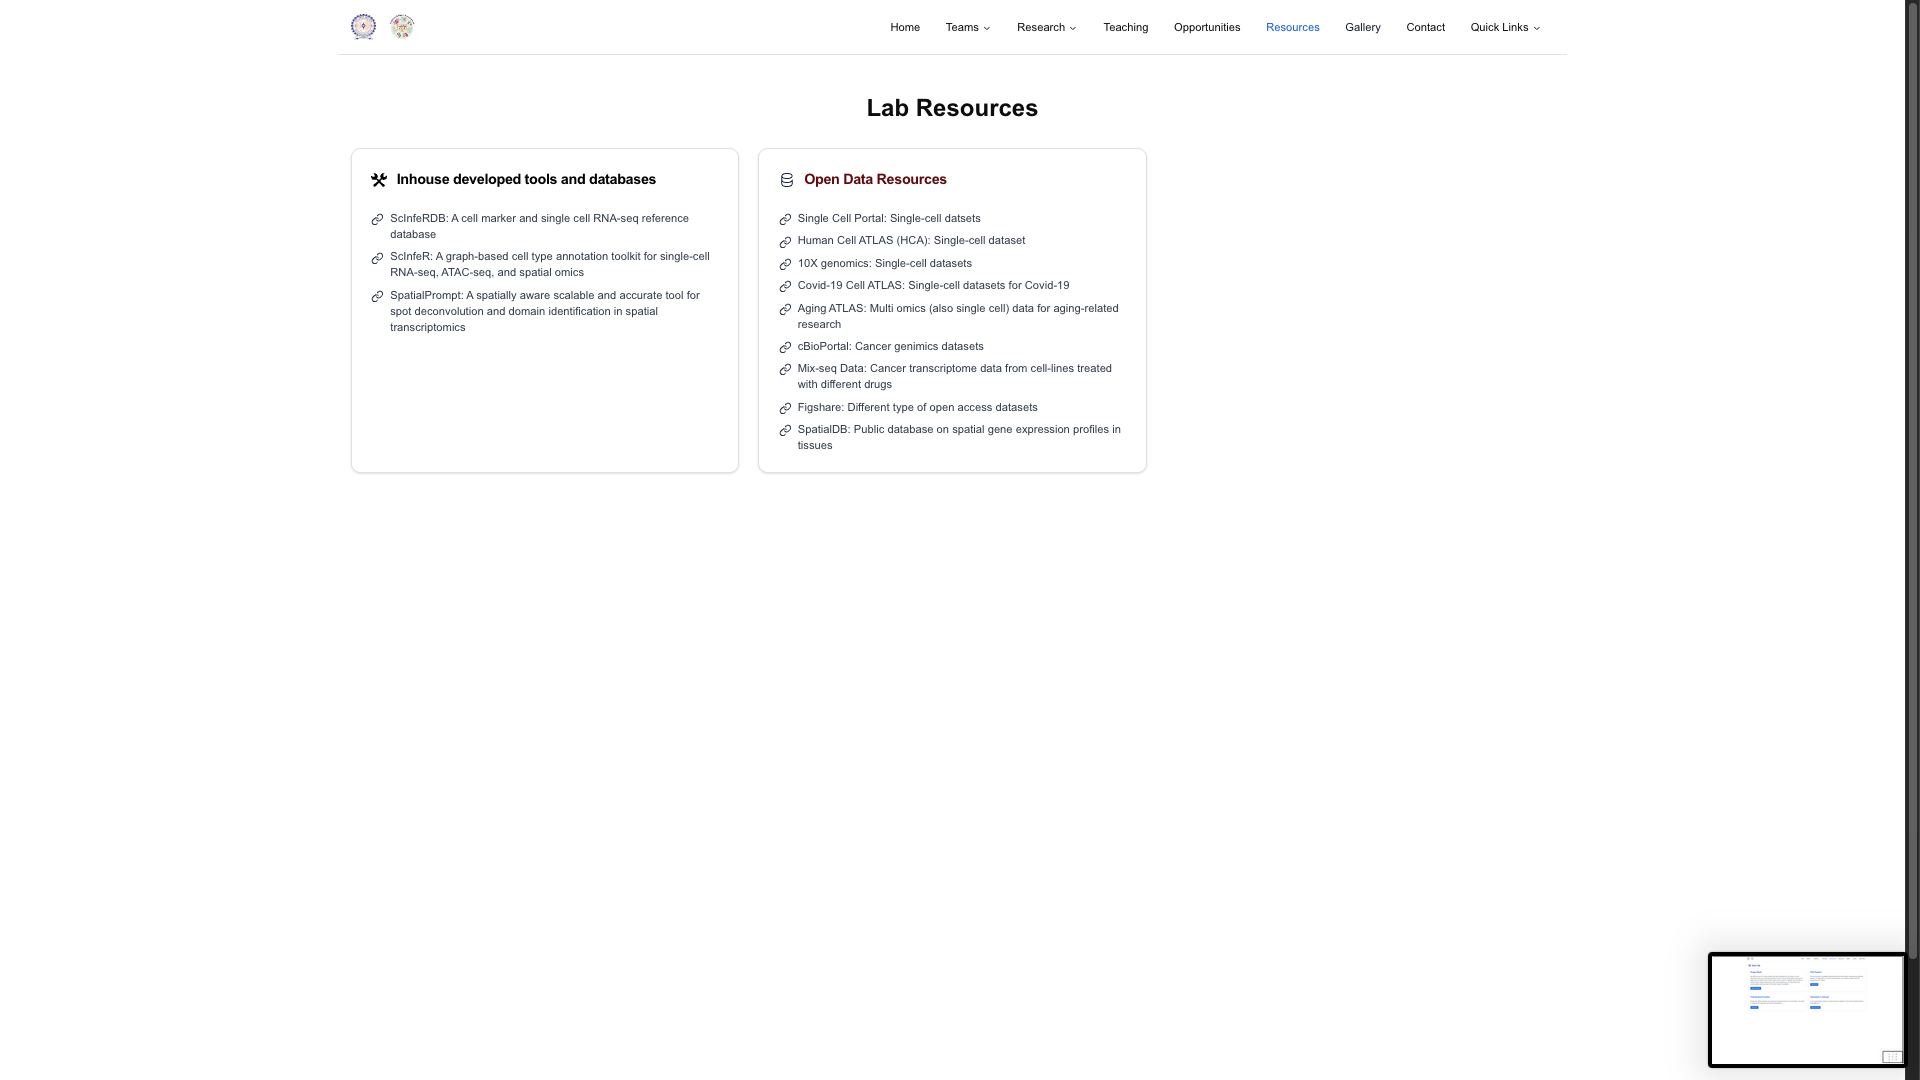 Home Teams Research Teaching Opportunities Resources Gallery Contact Quick Links
Lab Resources
Inhouse developed tools and databases
ScInfeRDB: A cell marker and single cell RNA-seq reference
database
ScInfeR: A graph-based cell type annotation toolkit for single-cell
RNA-seq, ATAC-seq, and spatial omics
SpatialPrompt: A spatially aware scalable and accurate tool for
spot deconvolution and domain identification in spatial
transcriptomics
Open Data Resources
Single Cell Portal: Single-cell datsets
Human Cell ATLAS (HCA): Single-cell dataset
10X genomics: Single-cell datasets
Covid-19 Cell ATLAS: Single-cell datasets for Covid-19
Aging ATLAS: Multi omics (also single cell) data for aging-related
research
cBioPortal: Cancer genimics datasets
Mix-seq Data: Cancer transcriptome data from cell-lines treated
with different drugs
Figshare: Different type of open access datasets
SpatialDB: Public database on spatial gene expression profiles in
tissues